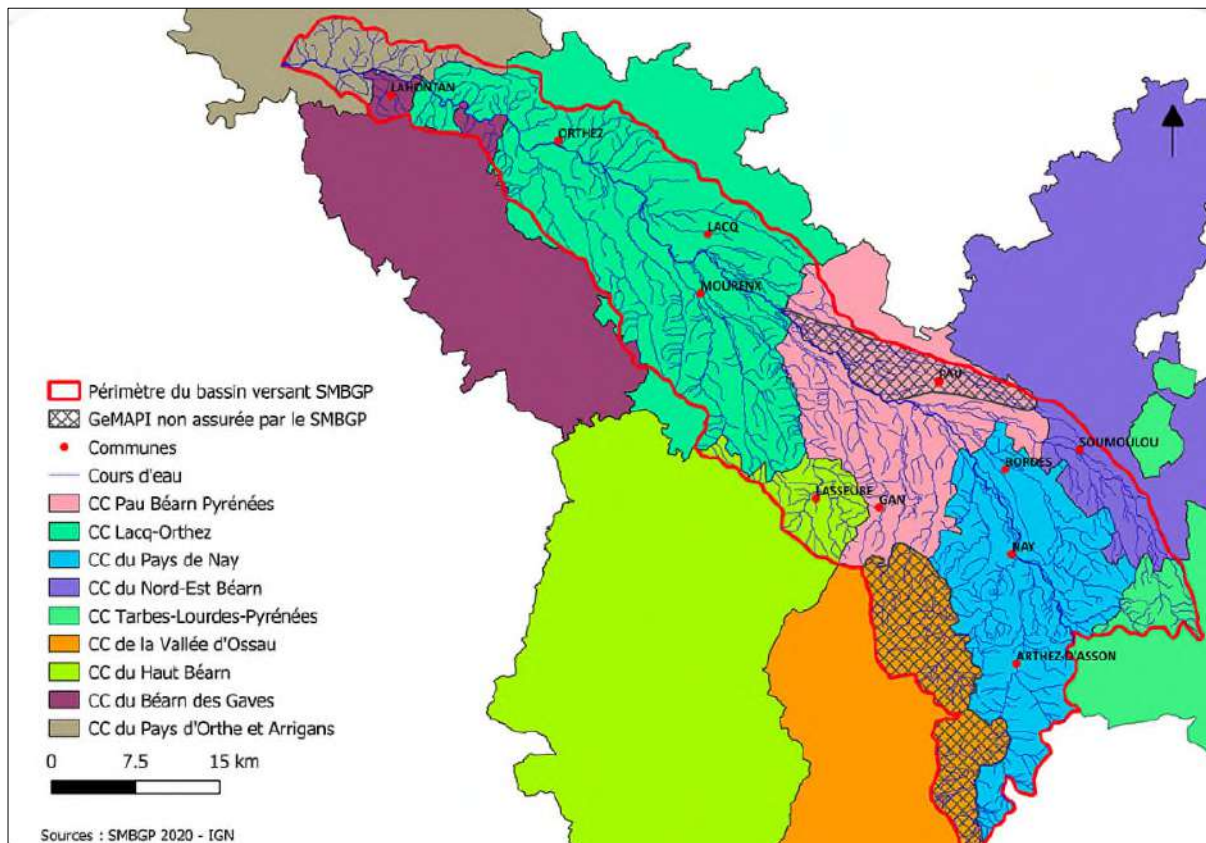 LAHONTAN
ORTHEZ
LACQ
MOURENX
PAU
SOUMOULOU
BORDES
LASSEUBE
GAN
NAY
ARTHEZ-D'ASSON
Périmètre du bassin versant SMBGP
GeMAPI non assurée par le SMBGP
Communes
Cours d'eau
CC Pau Béarn Pyrénées
CC Lacq-Orthez
CC du Pays de Nay
CC du Nord-Est Béarn
CC Tarbes-Lourdes-Pyrénées
CC de la Vallée d'Ossau
CC du Haut Béarn
CC du Béarn des Gaves
CC du Pays d'Orthe et Arrigans
0 7.5 15 km
Sources : SMBGP 2020 - IGN